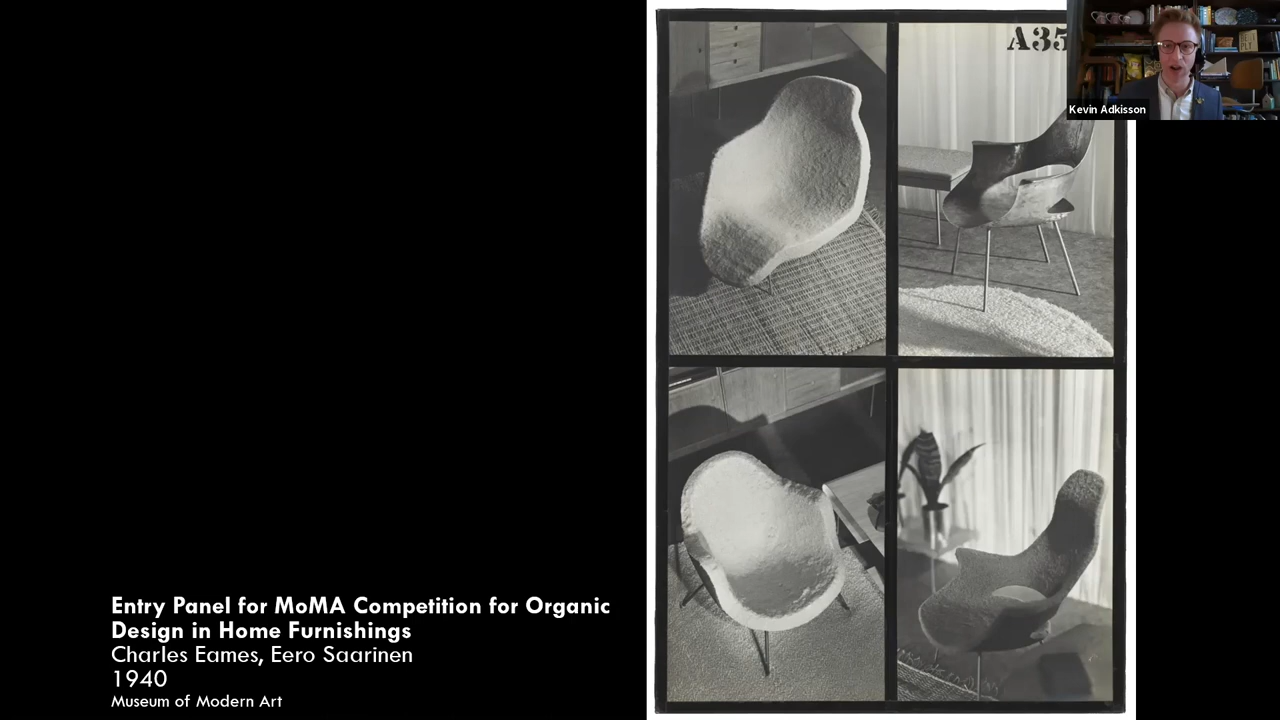 A35
Kevin Adkisson
Entry Panel for MoMA Competition for Organic
Design in Home Furnishings
Charles Eames, Eero Saarinen
1940
Museum of Modern Art